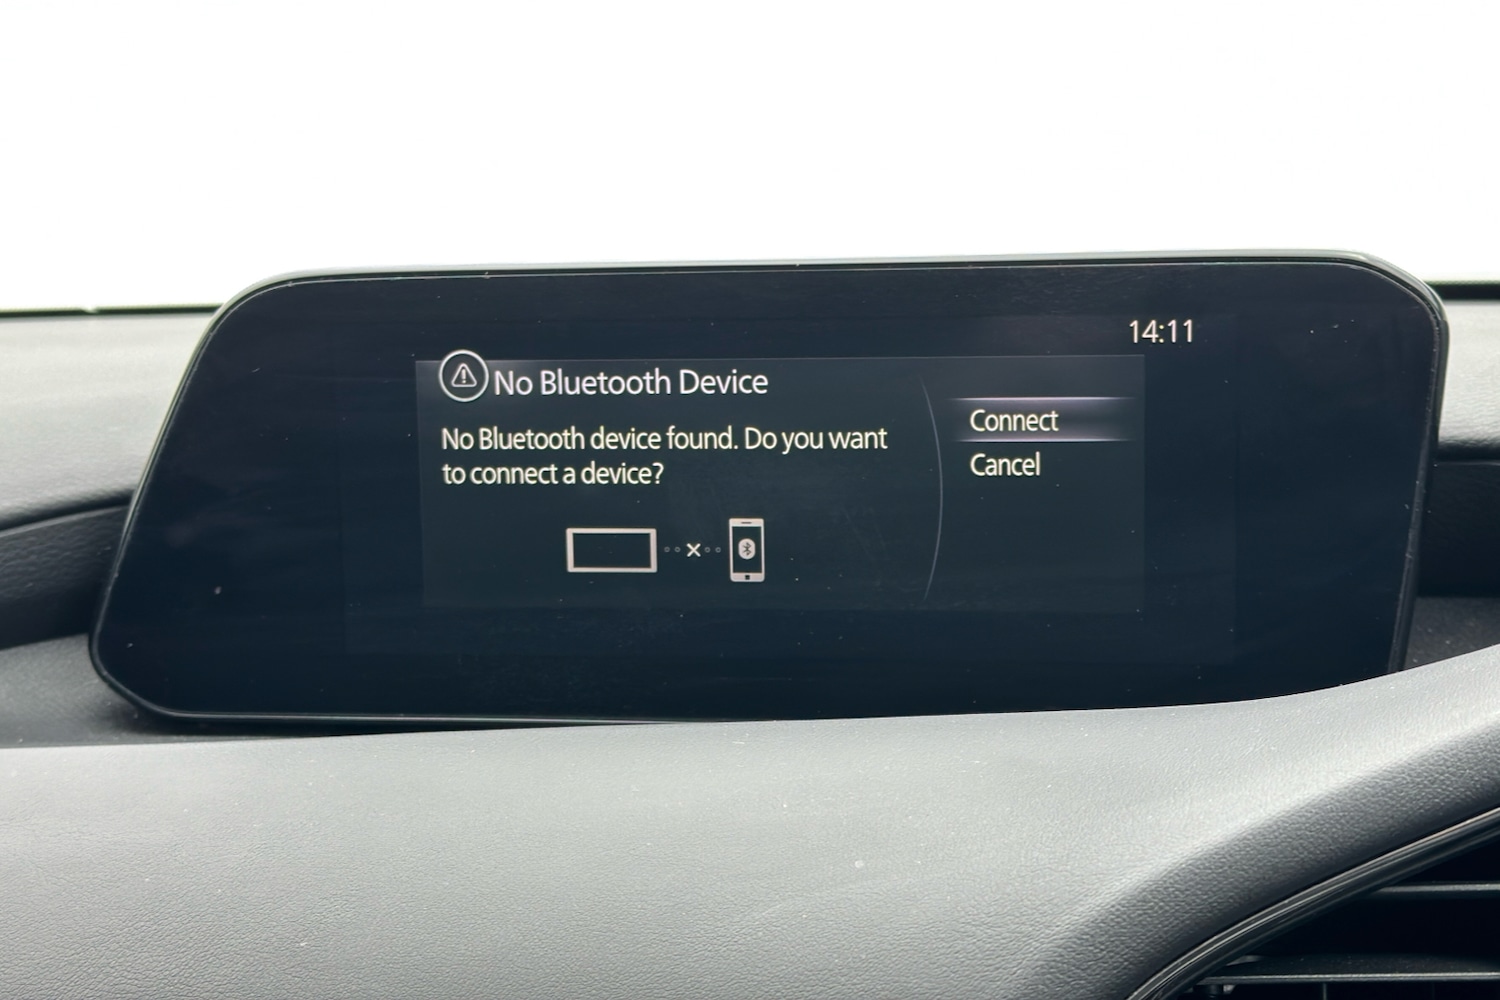 14:11
No Bluetooth Device
No Bluetooth device found. Do you want
to connect a device?
Connect
Cancel